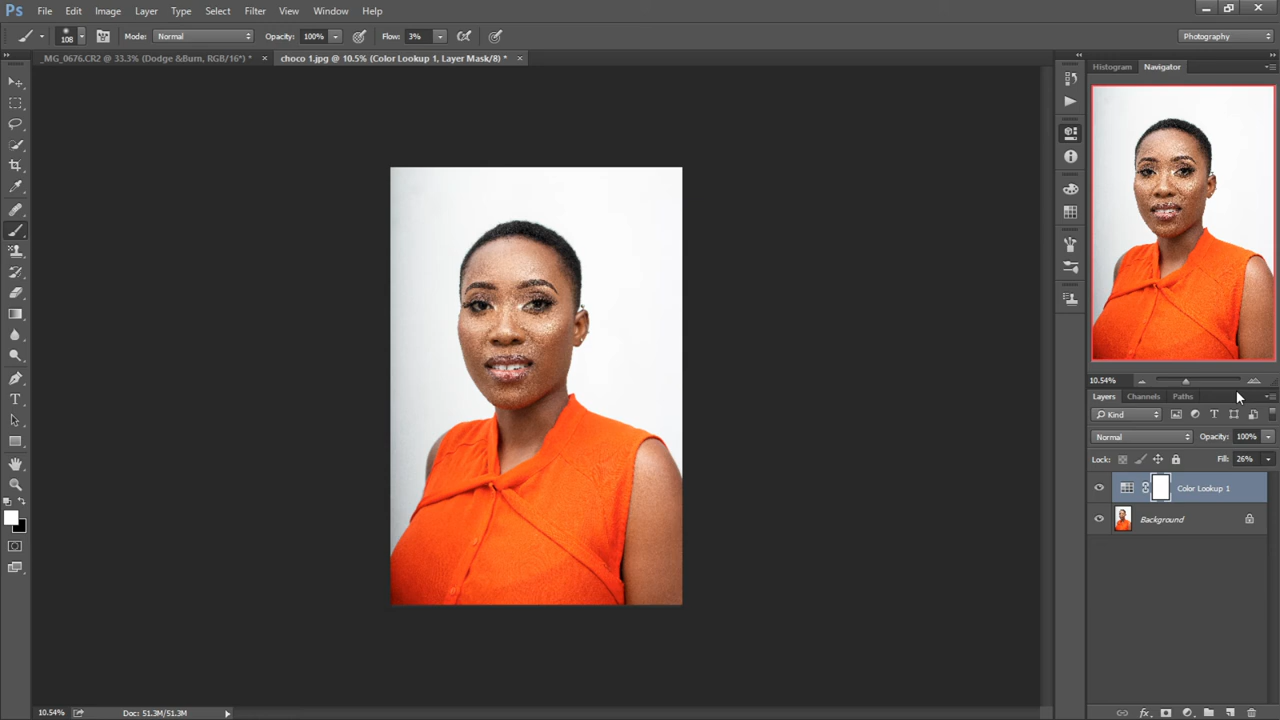 Ps File Edit Image Layer Type Select Filter View Window Help
108 Mode: Normal Opacity: 100% Flow: 3% Photography
_MG_0676.CR2 @ 33.3% (Dodge &Burn, RGB/16*) * × choco 1.jpg @ 10.5% (Color Lookup 1, Layer Mask/8) * ×
Histogram Navigator
10.54%
Layers Channels Paths
Kind
Normal Opacity: 100%
Lock: Fill: 26%
Color Lookup 1
Background
10.54% Doc: 51.3M/51.3M